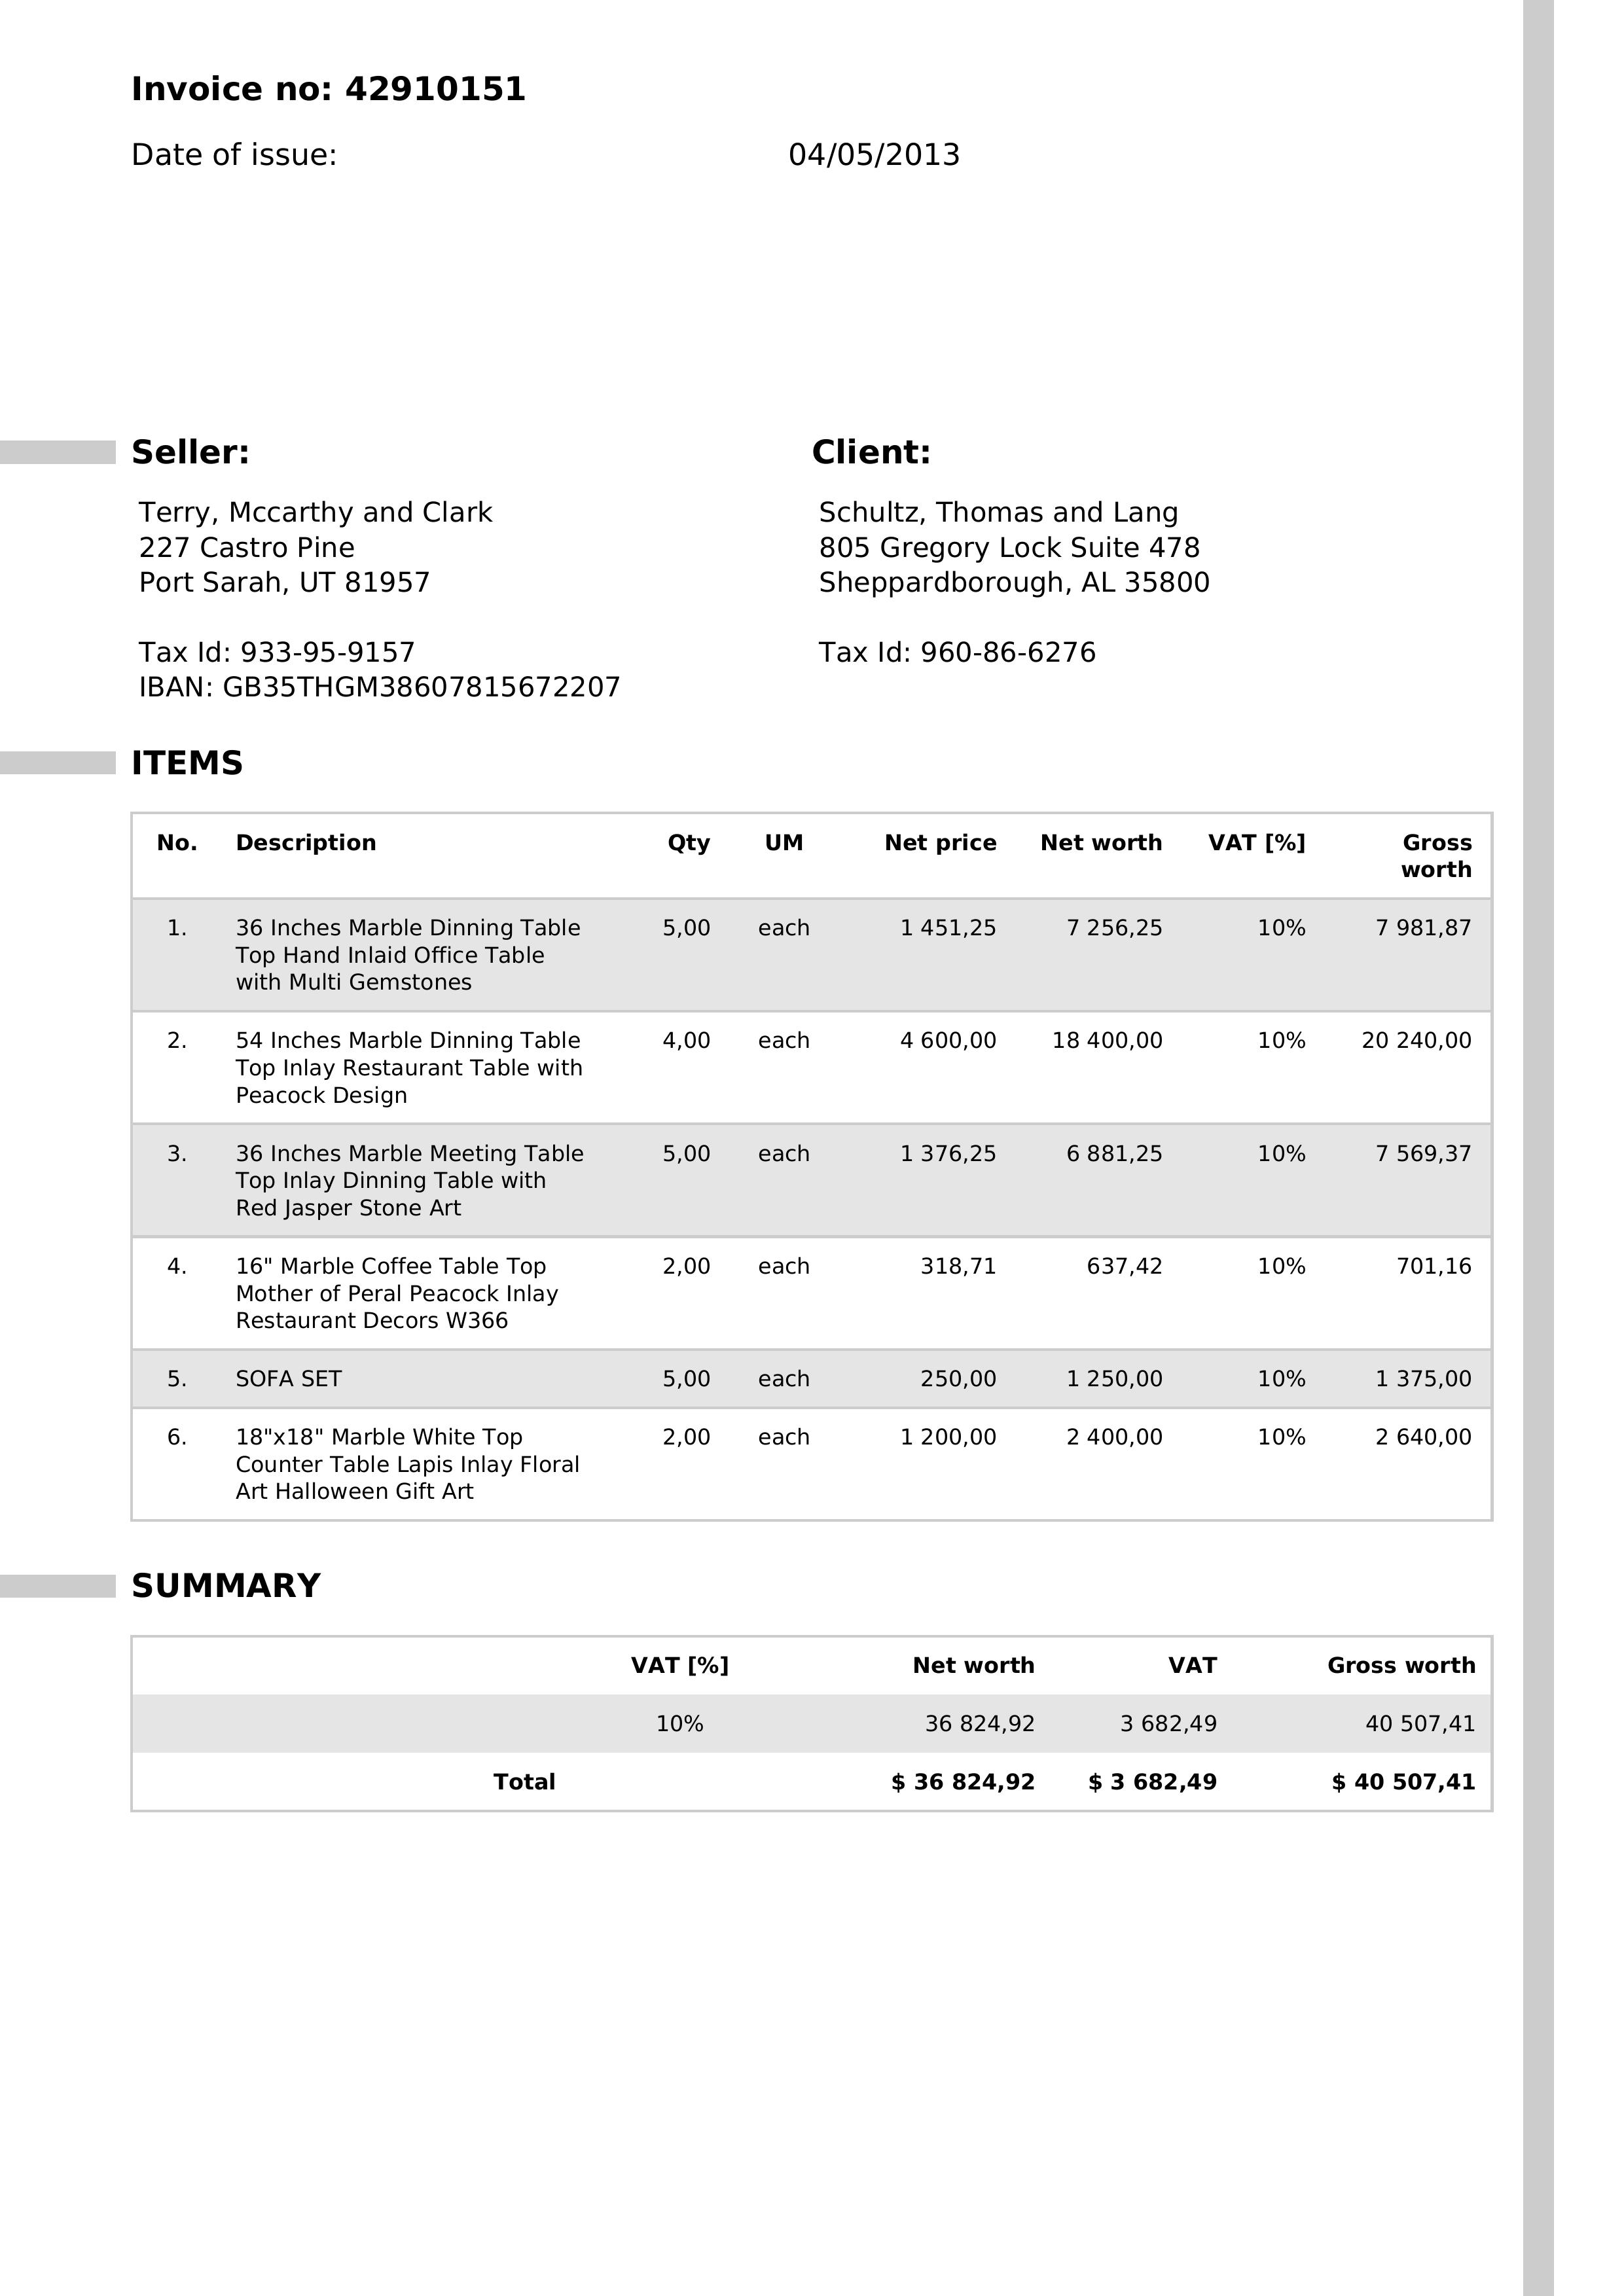 Invoice no: 42910151
Date of issue: 04/05/2013
Seller:
Terry, Mccarthy and Clark
227 Castro Pine
Port Sarah, UT 81957
Tax Id: 933-95-9157
IBAN: GB35THGM38607815672207
Client:
Schultz, Thomas and Lang
805 Gregory Lock Suite 478
Sheppardborough, AL 35800
Tax Id: 960-86-6276
ITEMS
No. Description Qty UM Net price Net worth VAT [%] Gross
worth
1. 36 Inches Marble Dinning Table 5,00 each 1 451,25 7 256,25 10% 7 981,87
Top Hand Inlaid Office Table
with Multi Gemstones
2. 54 Inches Marble Dinning Table 4,00 each 4 600,00 18 400,00 10% 20 240,00
Top Inlay Restaurant Table with
Peacock Design
3. 36 Inches Marble Meeting Table 5,00 each 1 376,25 6 881,25 10% 7 569,37
Top Inlay Dinning Table with
Red Jasper Stone Art
4. 16" Marble Coffee Table Top 2,00 each 318,71 637,42 10% 701,16
Mother of Peral Peacock Inlay
Restaurant Decors W366
5. SOFA SET 5,00 each 250,00 1 250,00 10% 1 375,00
6. 18"x18" Marble White Top 2,00 each 1 200,00 2 400,00 10% 2 640,00
Counter Table Lapis Inlay Floral
Art Halloween Gift Art
SUMMARY
VAT [%] Net worth VAT Gross worth
10% 36 824,92 3 682,49 40 507,41
Total $ 36 824,92 $ 3 682,49 $ 40 507,41